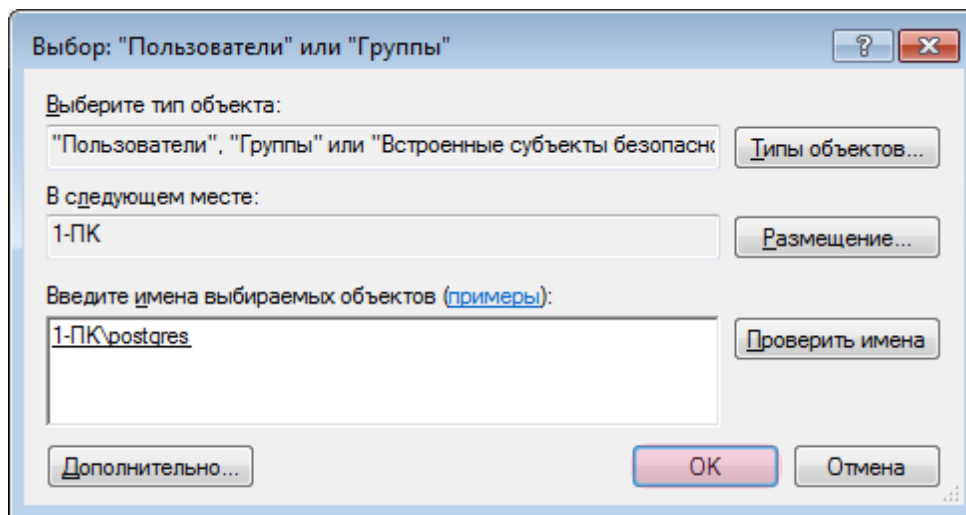 Выбор: "Пользователи" или "Группы"
Выберите тип объекта:
"Пользователи", "Группы" или "Встроенные субъекты безопасно
Типы объектов...
В следующем месте:
1-ПК
Размещение...
Введите имена выбираемых объектов (примеры):
1-ПК\postgres
Проверить имена
Дополнительно...
ОК
Отмена